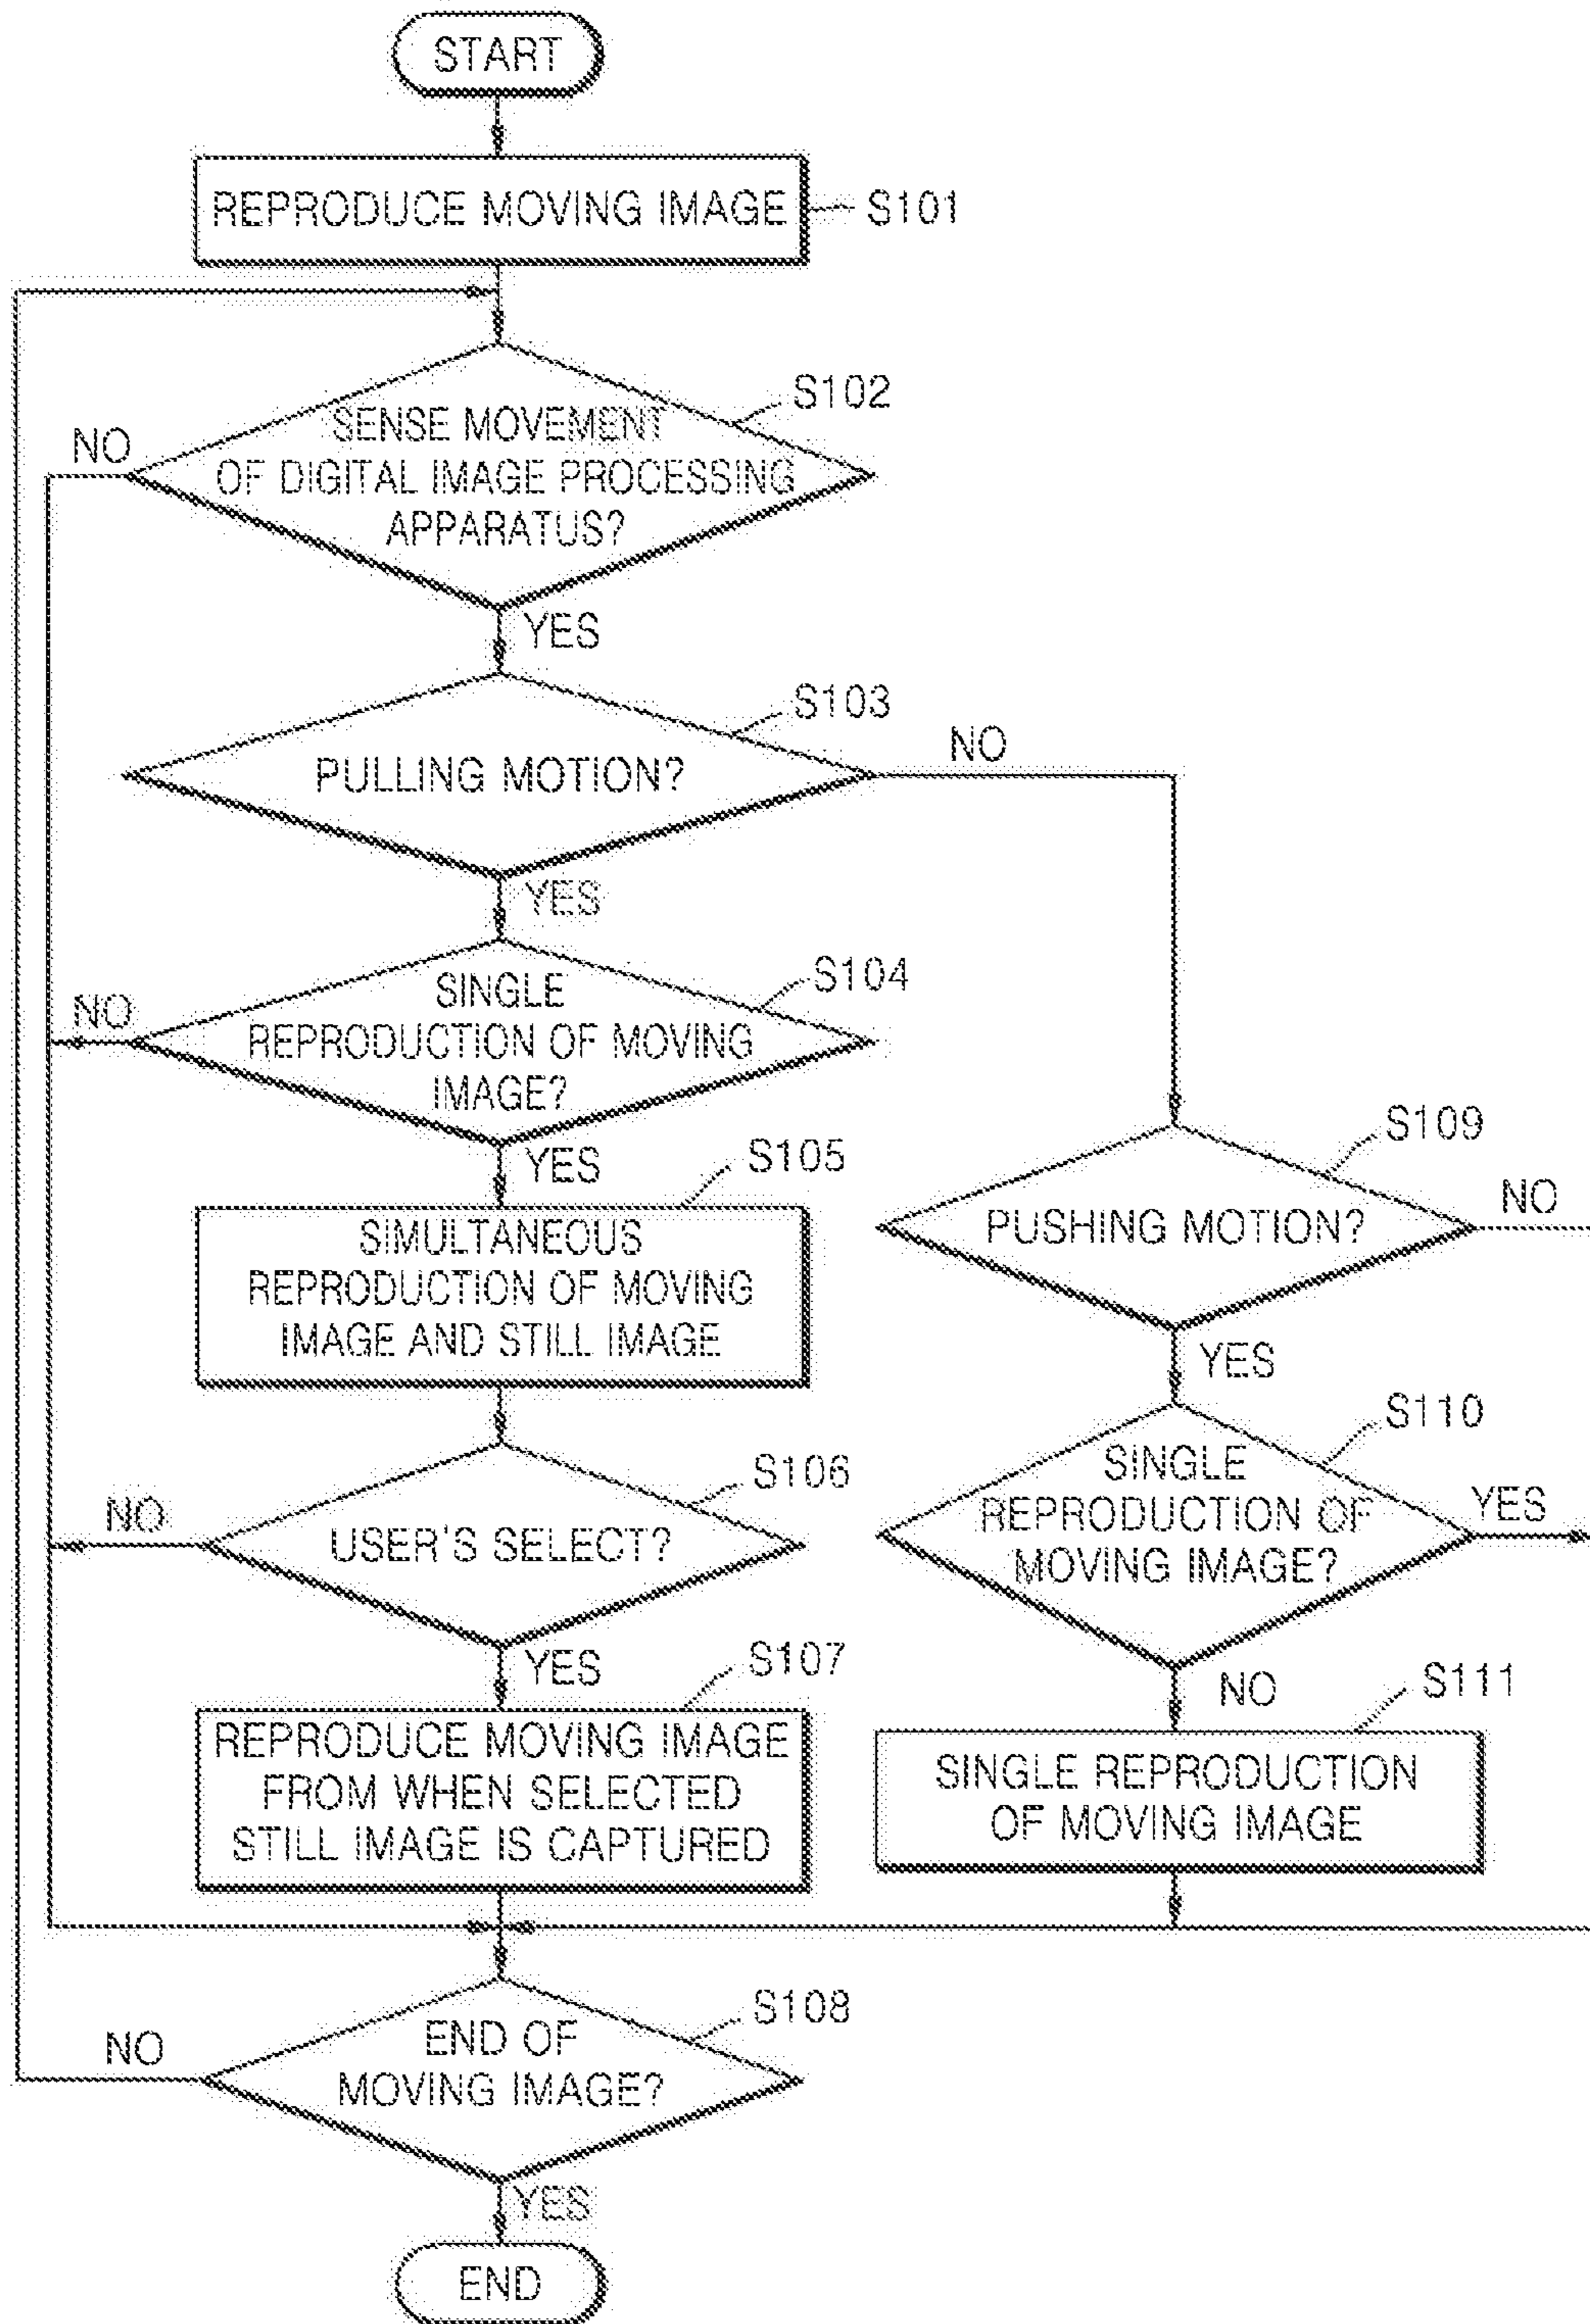 START
REPRODUCE MOVING IMAGE
S101
S102
SENSE MOVEMENT
OF DIGITAL IMAGE PROCESSING
APPARATUS?
NO
YES
S103
PULLING MOTION?
NO
YES
S104
SINGLE
REPRODUCTION OF MOVING
IMAGE?
NO
YES
S105
SIMULTANEOUS
REPRODUCTION OF MOVING
IMAGE AND STILL IMAGE
S109
PUSHING MOTION?
NO
YES
S106
USER'S SELECT?
NO
YES
S110
SINGLE
REPRODUCTION OF
MOVING IMAGE?
YES
NO
S107
REPRODUCE MOVING IMAGE
FROM WHEN SELECTED
STILL IMAGE IS CAPTURED
S111
SINGLE REPRODUCTION
OF MOVING IMAGE
S108
END OF
MOVING IMAGE?
NO
YES
END